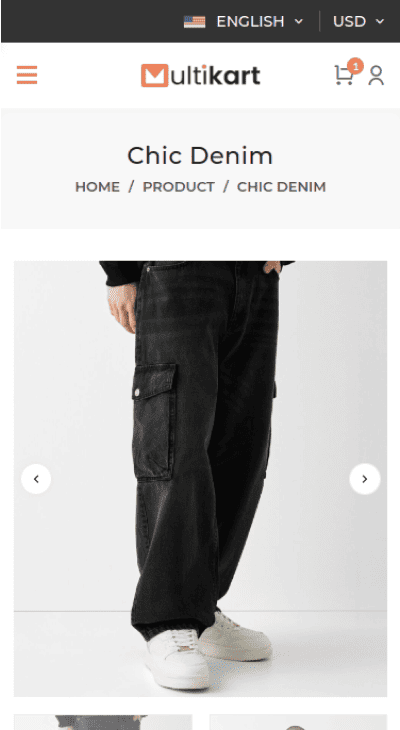 ENGLISH USD
Multikart
1
Chic Denim
HOME / PRODUCT / CHIC DENIM